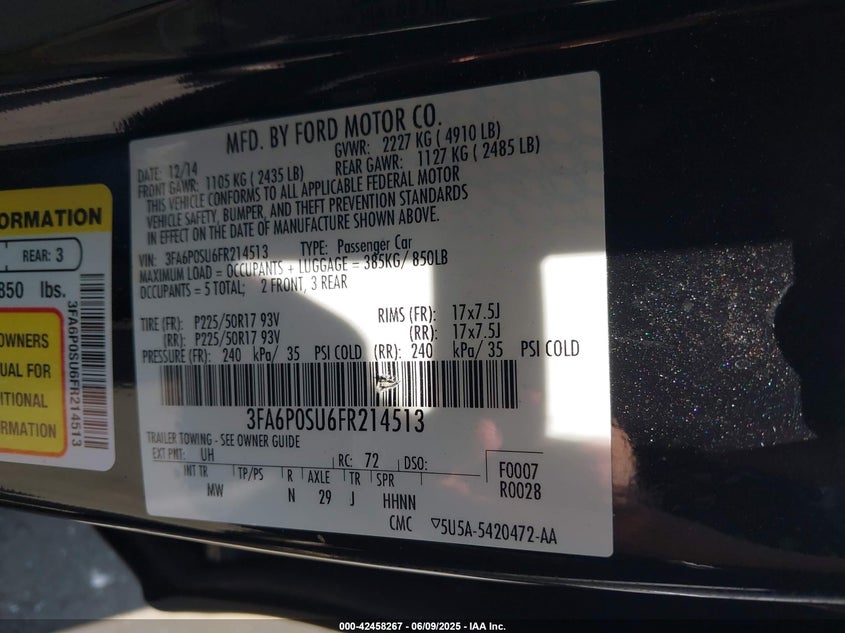 MFD. BY FORD MOTOR CO.
DATE: 12/14 GVWR: 2227 KG ( 4910 LB)
FRONT GAWR: 1105 KG ( 2435 LB) REAR GAWR: 1127 KG ( 2485 LB)
THIS VEHICLE CONFORMS TO ALL APPLICABLE FEDERAL MOTOR
VEHICLE SAFETY, BUMPER, AND THEFT PREVENTION STANDARDS
IN EFFECT ON THE DATE OF MANUFACTURE SHOWN ABOVE.
VIN: 3FA6P0SU6FR214513 TYPE: Passenger Car
MAXIMUM LOAD = OCCUPANTS + LUGGAGE = 385KG/ 850LB
OCCUPANTS = 5 TOTAL; 2 FRONT, 3 REAR
TIRE (FR): P225/50R17 93V RIMS (FR): 17x7.5J
(RR): P225/50R17 93V (RR): 17x7.5J
PRESSURE (FR): 240 kPa/ 35 PSI COLD (RR): 240 kPa/ 35 PSI COLD
3FA6P0SU6FR214513
TRAILER TOWING - SEE OWNER GUIDE
EXT PNT: UH RC: 72 DSO:
INT TR TP/PS R AXLE TR SPR
MW N 29 J HHNN
F0007
R0028
CMC ▽5U5A-5420472-AA
ORMATION
REAR: 3
850 lbs.
OWNERS
UAL FOR
ITIONAL
RMATION
3FA6P0SU6FR214513
000-42458267 - 06/09/2025 - IAA Inc.